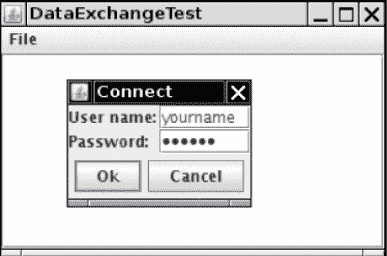 DataExchangeTest
File
Connect
User name: yourname
Password: ••••••
Ok Cancel